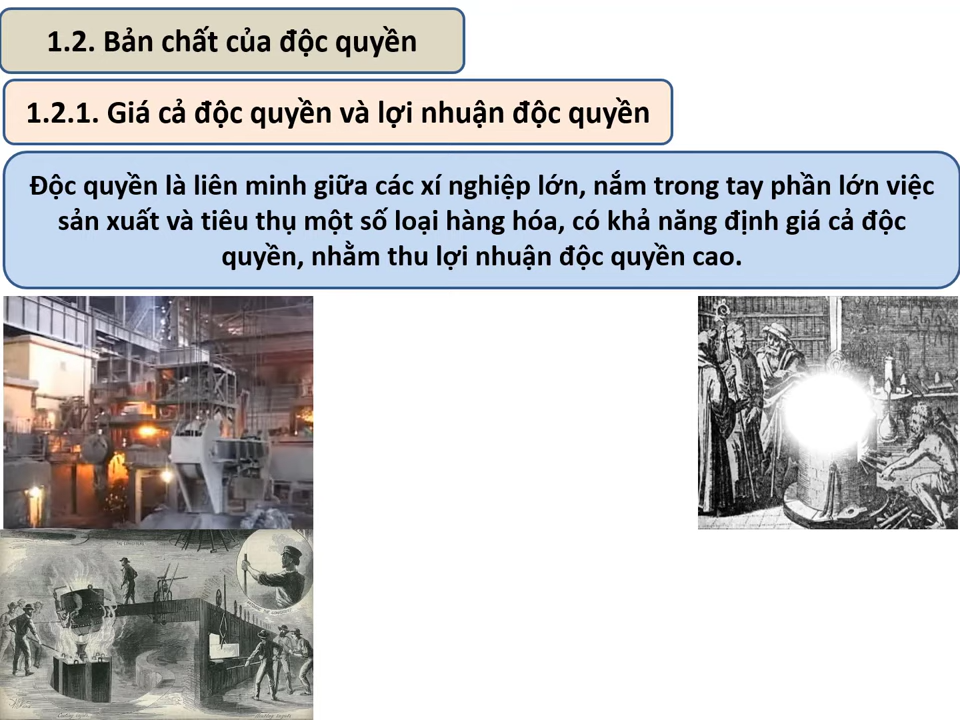 1.2. Bản chất của độc quyền
1.2.1. Giá cả độc quyền và lợi nhuận độc quyền
Độc quyền là liên minh giữa các xí nghiệp lớn, nắm trong tay phần lớn việc
sản xuất và tiêu thụ một số loại hàng hóa, có khả năng định giá cả độc
quyền, nhằm thu lợi nhuận độc quyền cao.